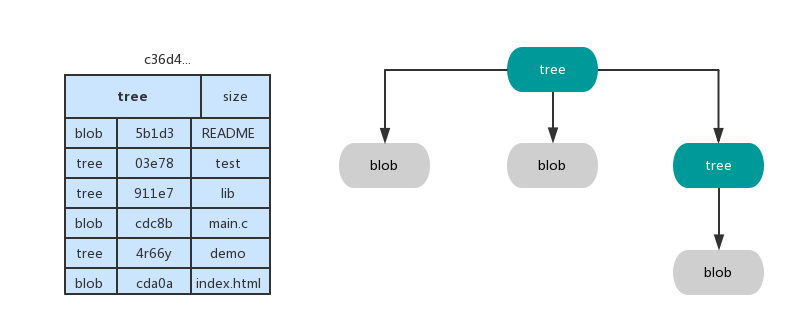 c36d4...
tree size
blob 5b1d3 README
tree 03e78 test
tree 911e7 lib
blob cdc8b main.c
tree 4r66y demo
blob cda0a index.html
tree
blob blob tree
blob